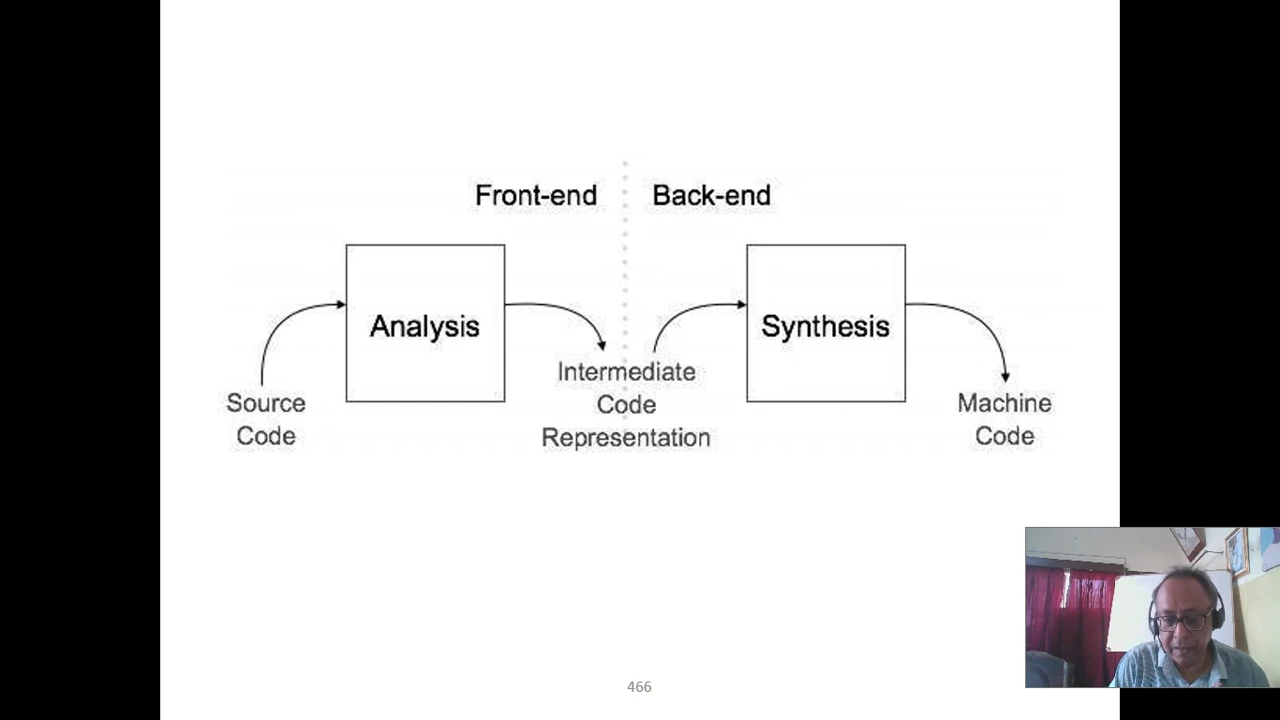 Front-end
Back-end
Analysis
Synthesis
Source
Code
Intermediate
Code
Representation
Machine
Code
466